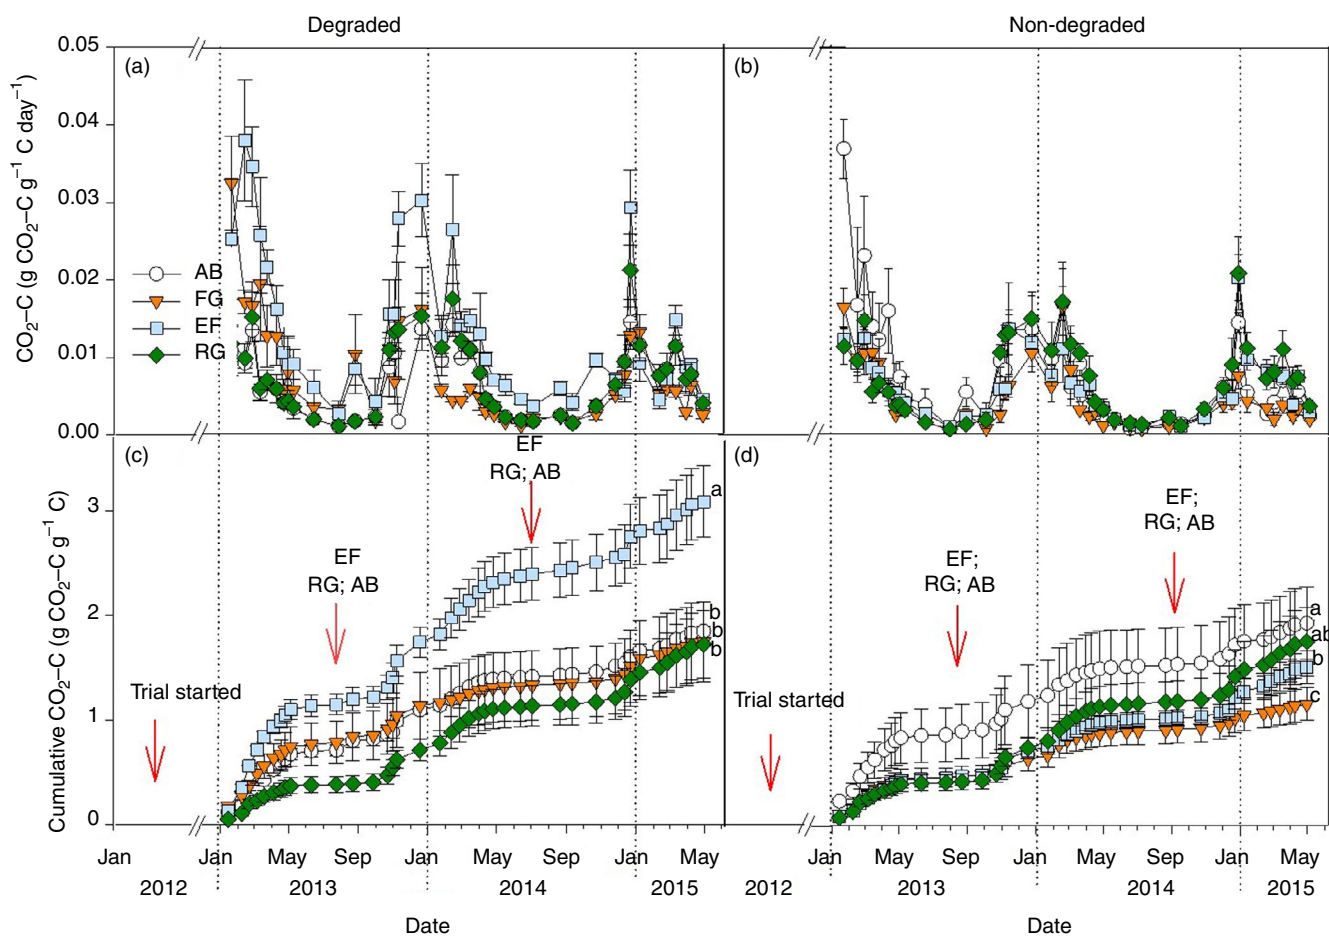 Degraded
Non-degraded
CO₂–C (g CO₂–C g⁻¹ C day⁻¹)
0.05
0.04
0.03
0.02
0.01
0.00
(a)
(b)
AB
FG
EF
RG
Cumulative CO₂–C (g CO₂–C g⁻¹ C)
3
2
1
0
(c)
EF
RG; AB
EF
RG; AB
Trial started
a
b
b
b
(d)
EF;
RG; AB
EF;
RG; AB
Trial started
a
ab
b
c
Jan Jan May Sep Jan May Sep Jan May
2012 2013 2014 2015
Date
Jan Jan May Sep Jan May Sep Jan May
2012 2013 2014 2015
Date